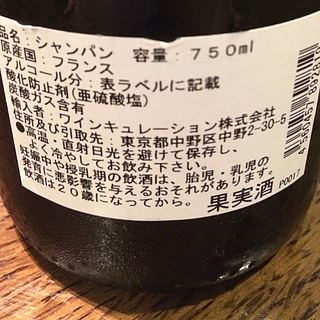 品名：シャンパン　容量：750ml
原産国：フランス
アルコール分：表ラベルに記載
酸化防止剤(亜硫酸塩)
炭酸ガス含有
輸入者：ワインキュレーション株式会社
住所及び引取先：東京都中野区中野2-30-5
●高温・直射日光を避けて保存し、
よく冷やしてお飲み下さい。
妊娠中や授乳期の飲酒は、胎児・乳児の
発育に悪影響を与えるおそれがあります。
飲酒は20歳になってから。
果実酒
P0017